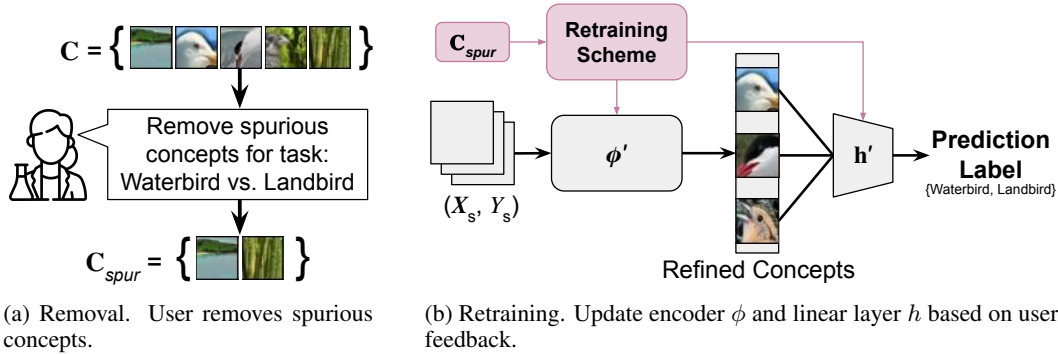 C = { }
Remove spurious
concepts for task:
Waterbird vs. Landbird
C_spur = { }
(a) Removal. User removes spurious
concepts.
C_spur
Retraining
Scheme
(X_s, Y_s)
ϕ'
Refined Concepts
h'
Prediction
Label
{Waterbird, Landbird}
(b) Retraining. Update encoder ϕ and linear layer h based on user
feedback.